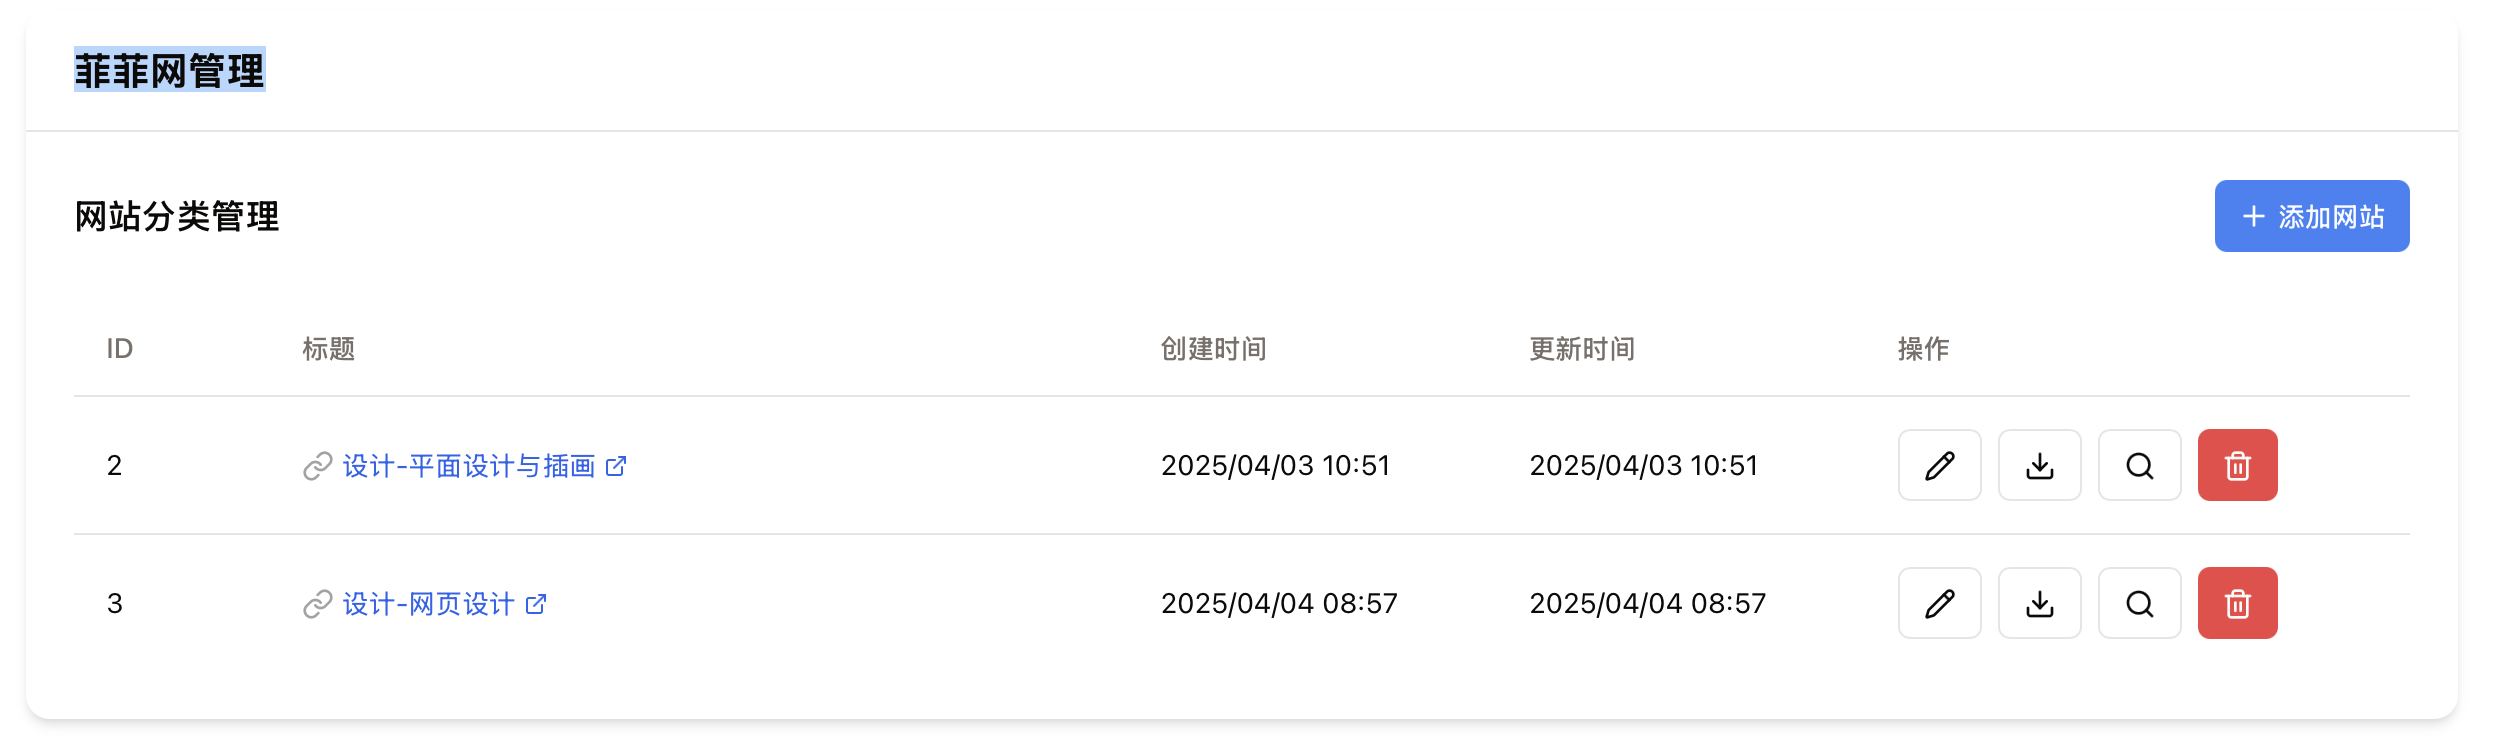 菲菲网管理
网站分类管理
添加网站
ID 标题 创建时间 更新时间 操作
2 设计-平面设计与插画 2025/04/03 10:51 2025/04/03 10:51
3 设计-网页设计 2025/04/04 08:57 2025/04/04 08:57